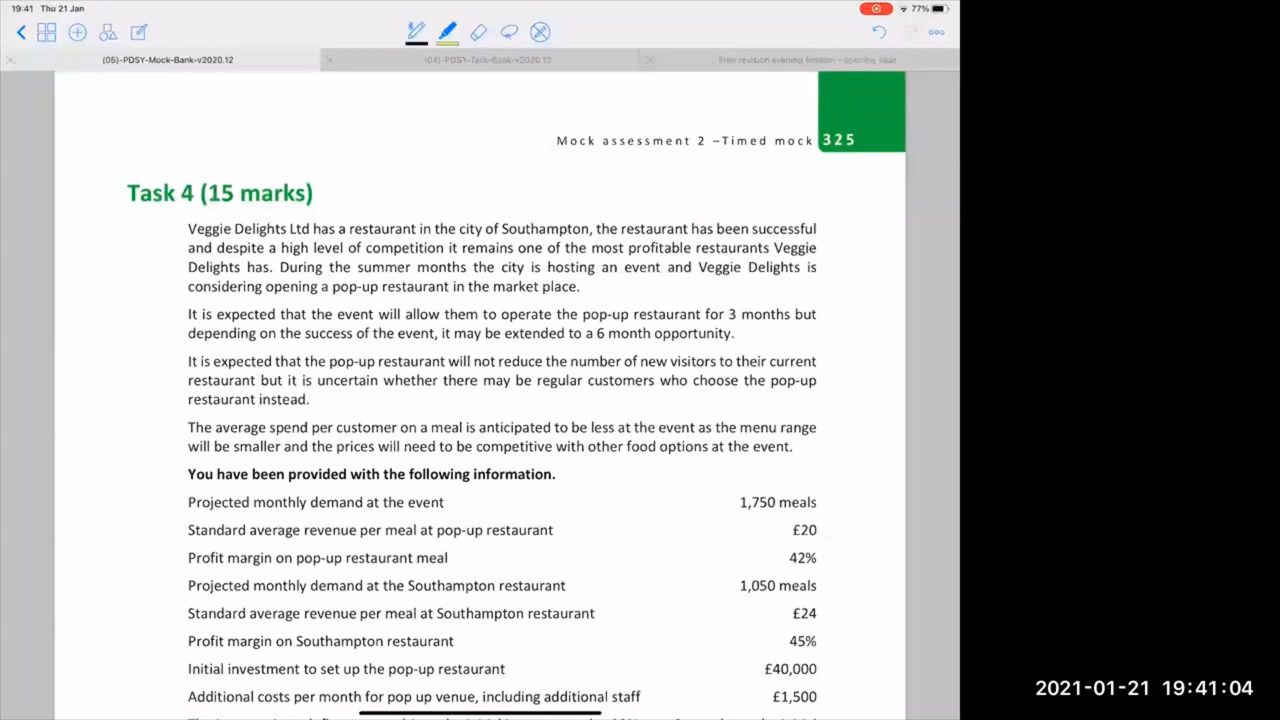 19:41 Thu 21 Jan
77%
(05)-PDSY-Mock-Bank-v2020.12
(04)-PDSY-Task-Bank-v2020.12
Free revision evening session – opening slide
Mock assessment 2 –Timed mock 325
Task 4 (15 marks)
Veggie Delights Ltd has a restaurant in the city of Southampton, the restaurant has been successful
and despite a high level of competition it remains one of the most profitable restaurants Veggie
Delights has. During the summer months the city is hosting an event and Veggie Delights is
considering opening a pop-up restaurant in the market place.
It is expected that the event will allow them to operate the pop-up restaurant for 3 months but
depending on the success of the event, it may be extended to a 6 month opportunity.
It is expected that the pop-up restaurant will not reduce the number of new visitors to their current
restaurant but it is uncertain whether there may be regular customers who choose the pop-up
restaurant instead.
The average spend per customer on a meal is anticipated to be less at the event as the menu range
will be smaller and the prices will need to be competitive with other food options at the event.
You have been provided with the following information.
Projected monthly demand at the event 1,750 meals
Standard average revenue per meal at pop-up restaurant £20
Profit margin on pop-up restaurant meal 42%
Projected monthly demand at the Southampton restaurant 1,050 meals
Standard average revenue per meal at Southampton restaurant £24
Profit margin on Southampton restaurant 45%
Initial investment to set up the pop-up restaurant £40,000
Additional costs per month for pop up venue, including additional staff £1,500
2021-01-21 19:41:04